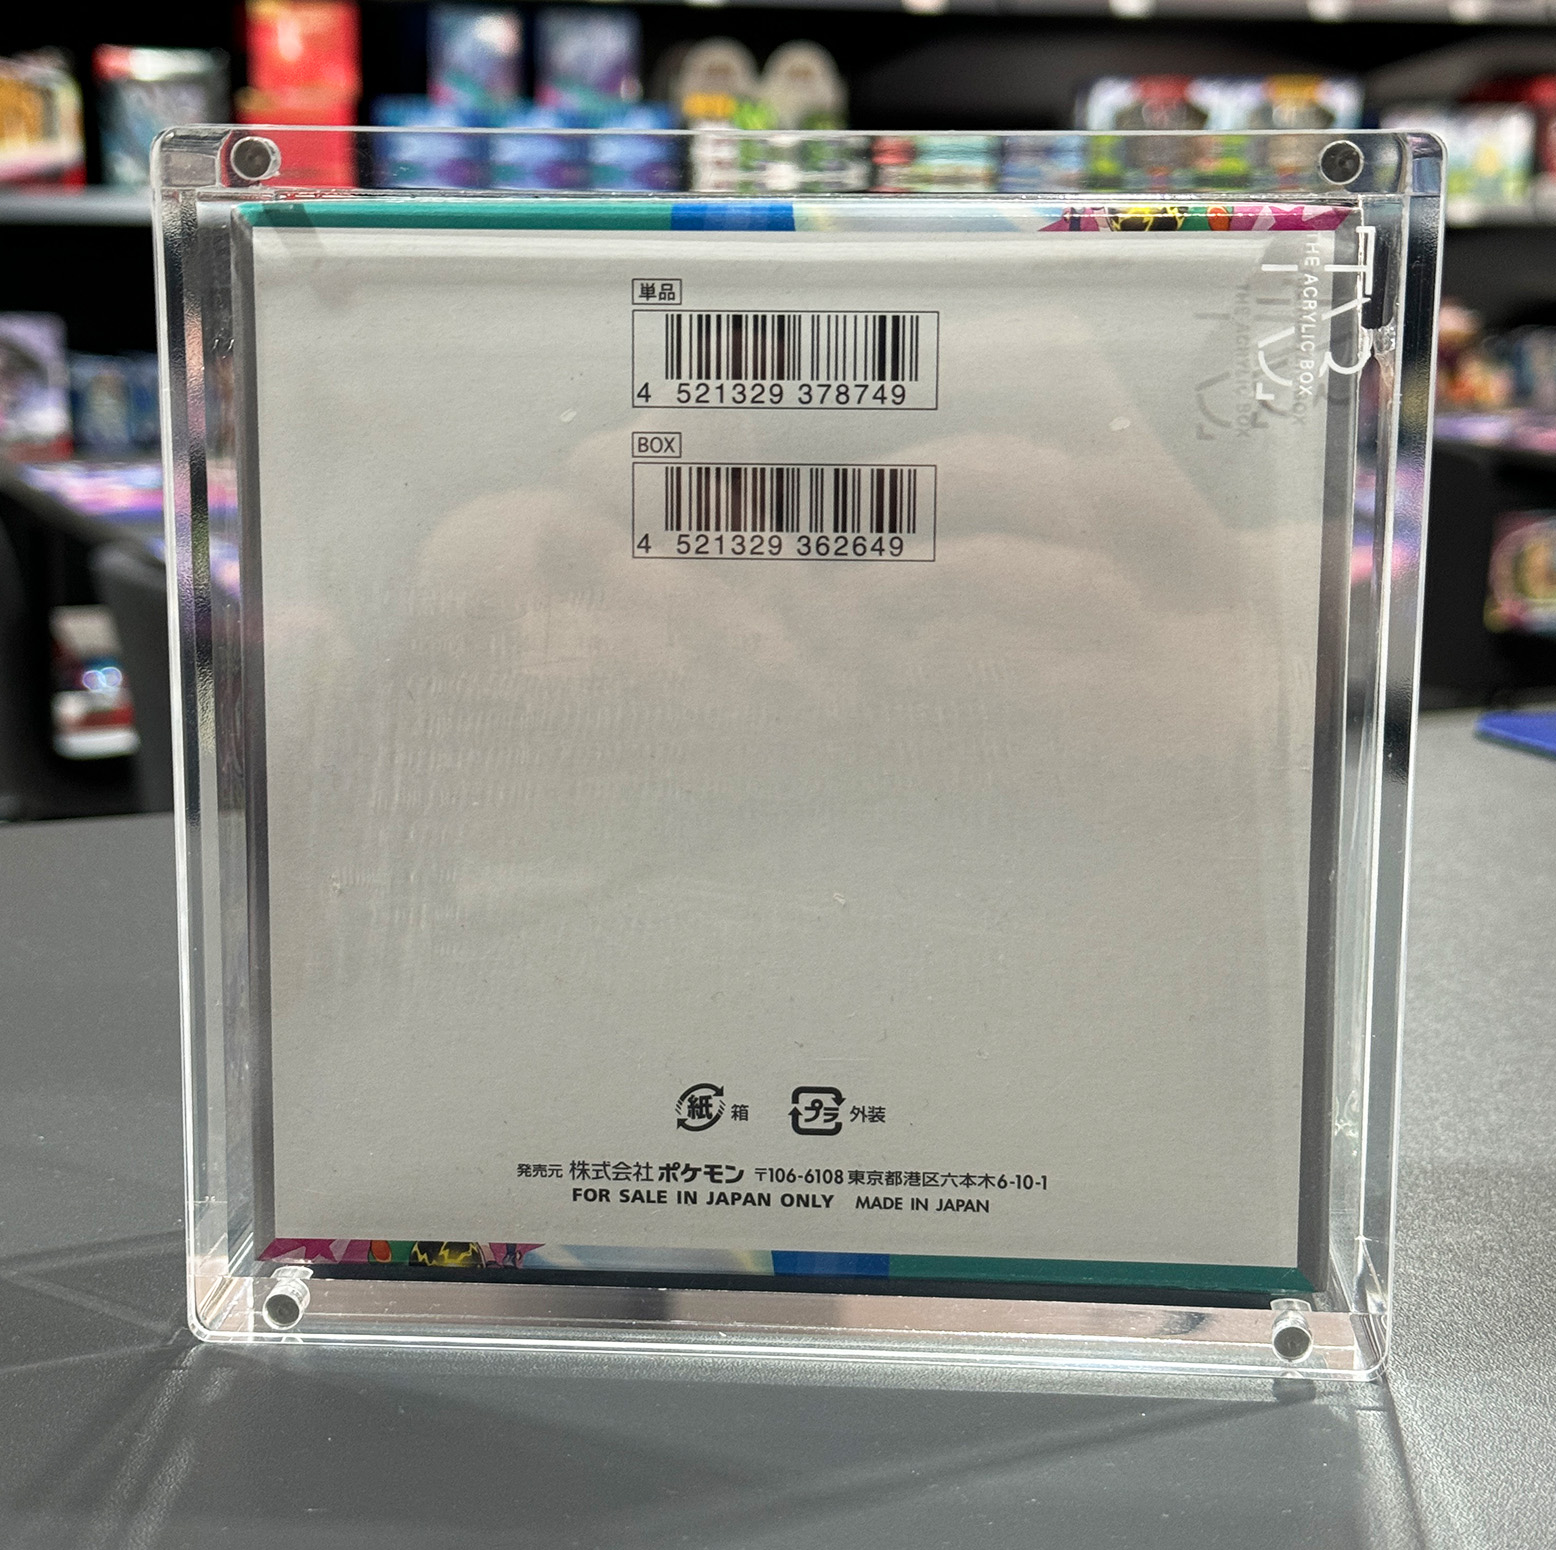 単品
4 521329 378749
BOX
4 521329 362649
THE ACRYLIC BOX
紙 箱 プラ 外装
発売元 株式会社 ポケモン 〒106-6108 東京都港区六本木6-10-1
FOR SALE IN JAPAN ONLY MADE IN JAPAN